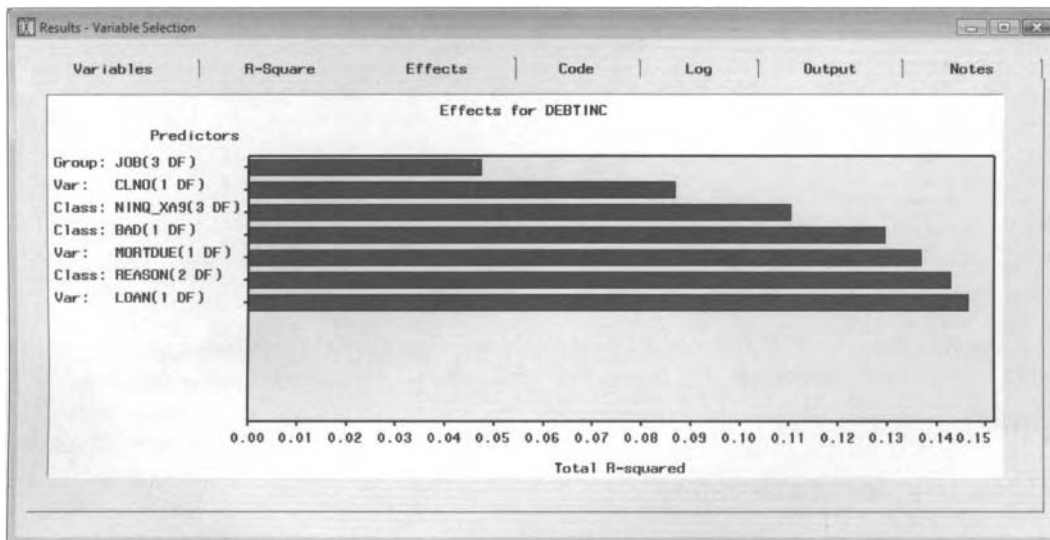 Results - Variable Selection
Variables R-Square Effects Code Log Output Notes
Effects for DEBTINC
Predictors
Group: JOB(3 DF)
Var: CLNO(1 DF)
Class: NINQ_XA9(3 DF)
Class: BAD(1 DF)
Var: MORTDUE(1 DF)
Class: REASON(2 DF)
Var: LOAN(1 DF)
0.00 0.01 0.02 0.03 0.04 0.05 0.06 0.07 0.08 0.09 0.10 0.11 0.12 0.13 0.14 0.15
Total R-squared